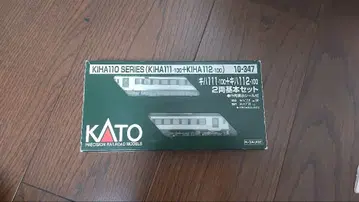 KIHA110 SERIES (KIHA111-100+KIHA112-100)
10-347
キハ111-100+キハ112-100
2両基本セット
KATO
PRECISION RAILROAD MODELS